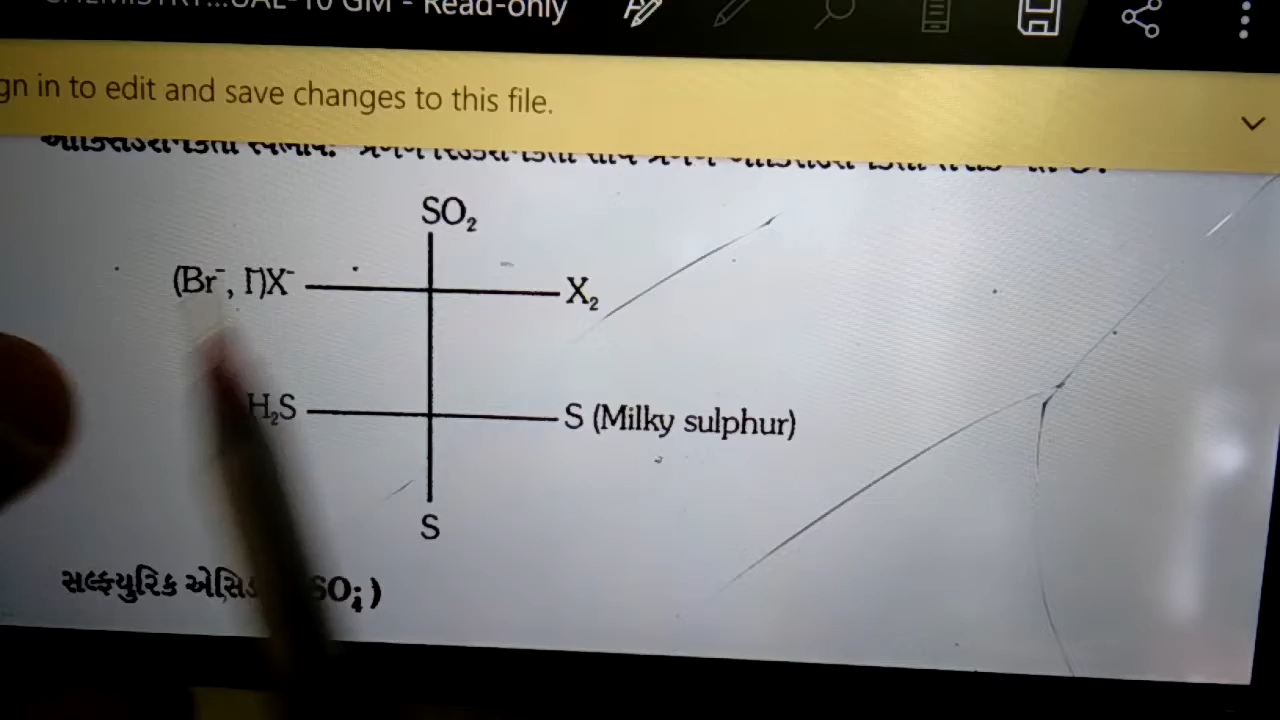 CHEMISTRY... - Read-only
gn in to edit and save changes to this file.
SO₂
(Br⁻, I⁻)X⁻ X₂
H₂S S (Milky sulphur)
S
સલ્ફ્યુરિક SO₄)